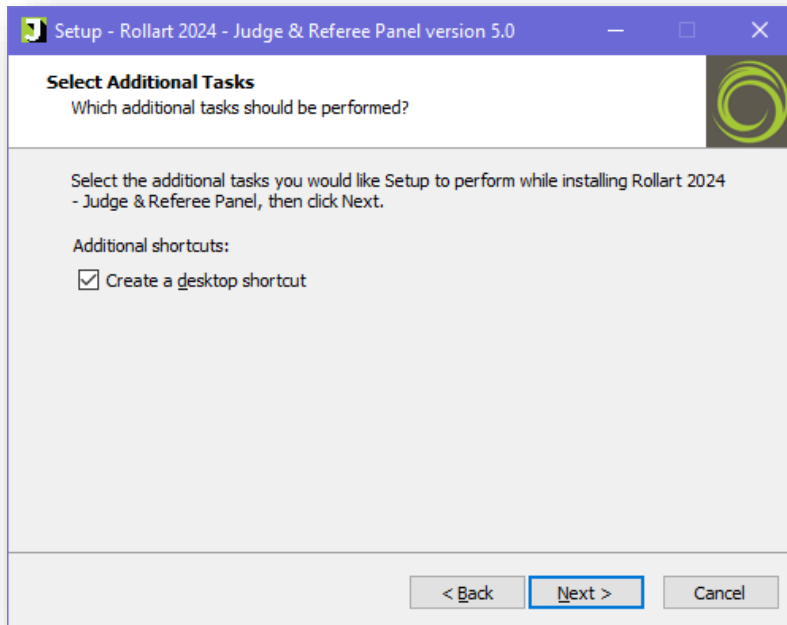 Setup - Rollart 2024 - Judge & Referee Panel version 5.0
Select Additional Tasks
Which additional tasks should be performed?
Select the additional tasks you would like Setup to perform while installing Rollart 2024
- Judge & Referee Panel, then click Next.
Additional shortcuts:
Create a desktop shortcut
< Back Next > Cancel